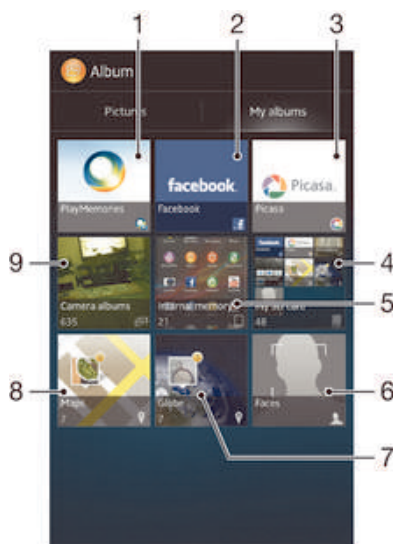 1 2 3
Album
Pictures My albums
facebook Picasa
PlayMemories Facebook Picasa
9 4
5
Camera albums Internal memory My SD card
635 21 48
8 6
Maps Globe Faces
7 7
7